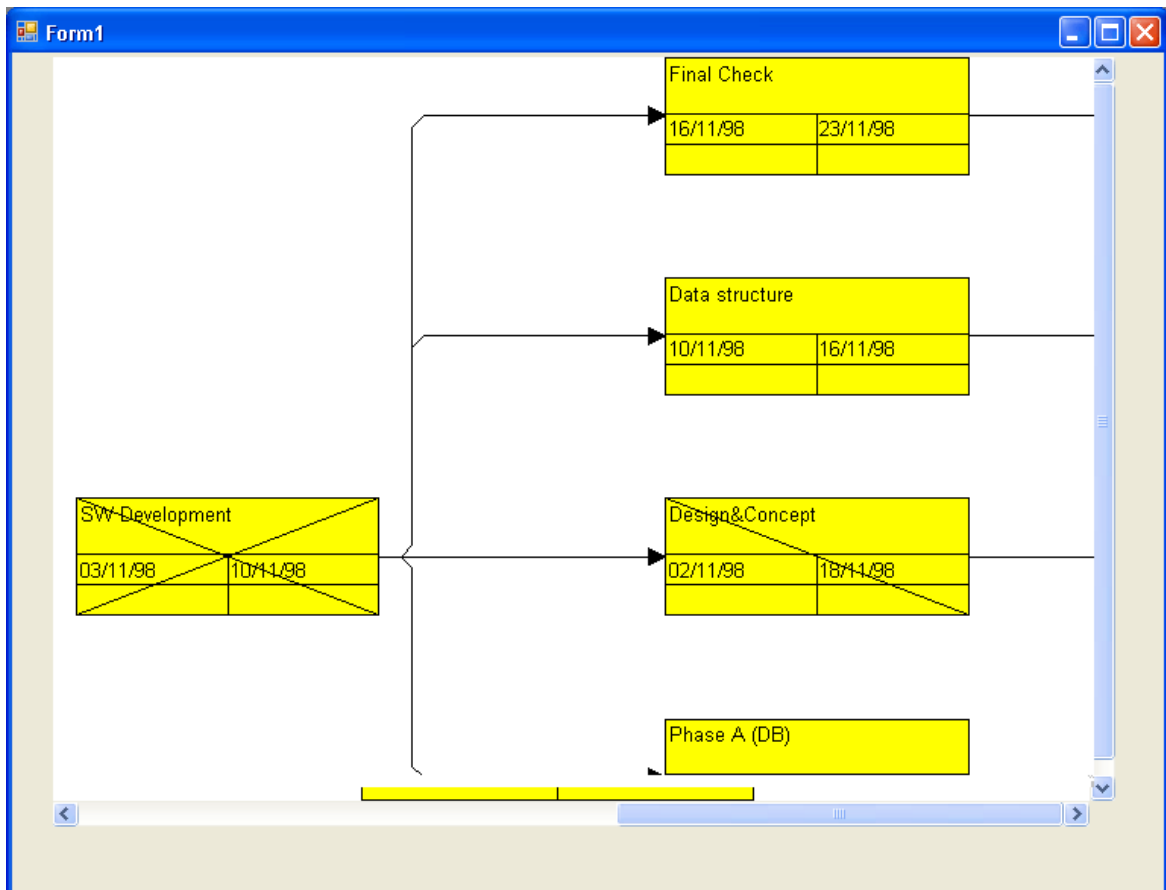 Form1
Final Check
16/11/98 23/11/98
Data structure
10/11/98 16/11/98
SW Development
03/11/98 10/11/98
Design&Concept
02/11/98 18/11/98
Phase A (DB)